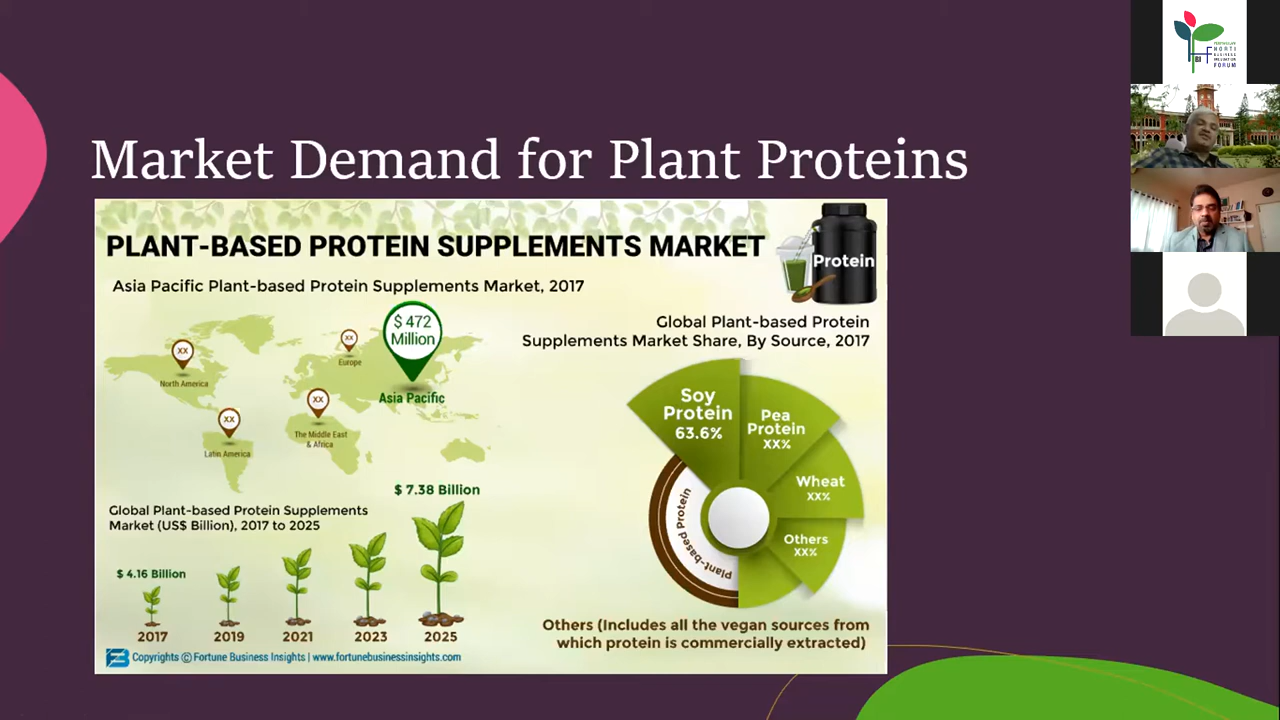 Market Demand for Plant Proteins
PLANT-BASED PROTEIN SUPPLEMENTS MARKET
Protein
Asia Pacific Plant-based Protein Supplements Market, 2017
$ 472
Million
XX
North America
XX
Europe
Asia Pacific
XX
The Middle East
& Africa
XX
Latin America
Global Plant-based Protein
Supplements Market Share, By Source, 2017
Soy
Protein
63.6%
Pea
Protein
XX%
Wheat
XX%
Others
XX%
Plant-based Protein
$ 7.38 Billion
Global Plant-based Protein Supplements
Market (US$ Billion), 2017 to 2025
$ 4.16 Billion
2017
2019
2021
2023
2025
Others (Includes all the vegan sources from
which protein is commercially extracted)
Copyrights © Fortune Business Insights | www.fortunebusinessinsights.com
HORTI
BUSINESS
FORUM